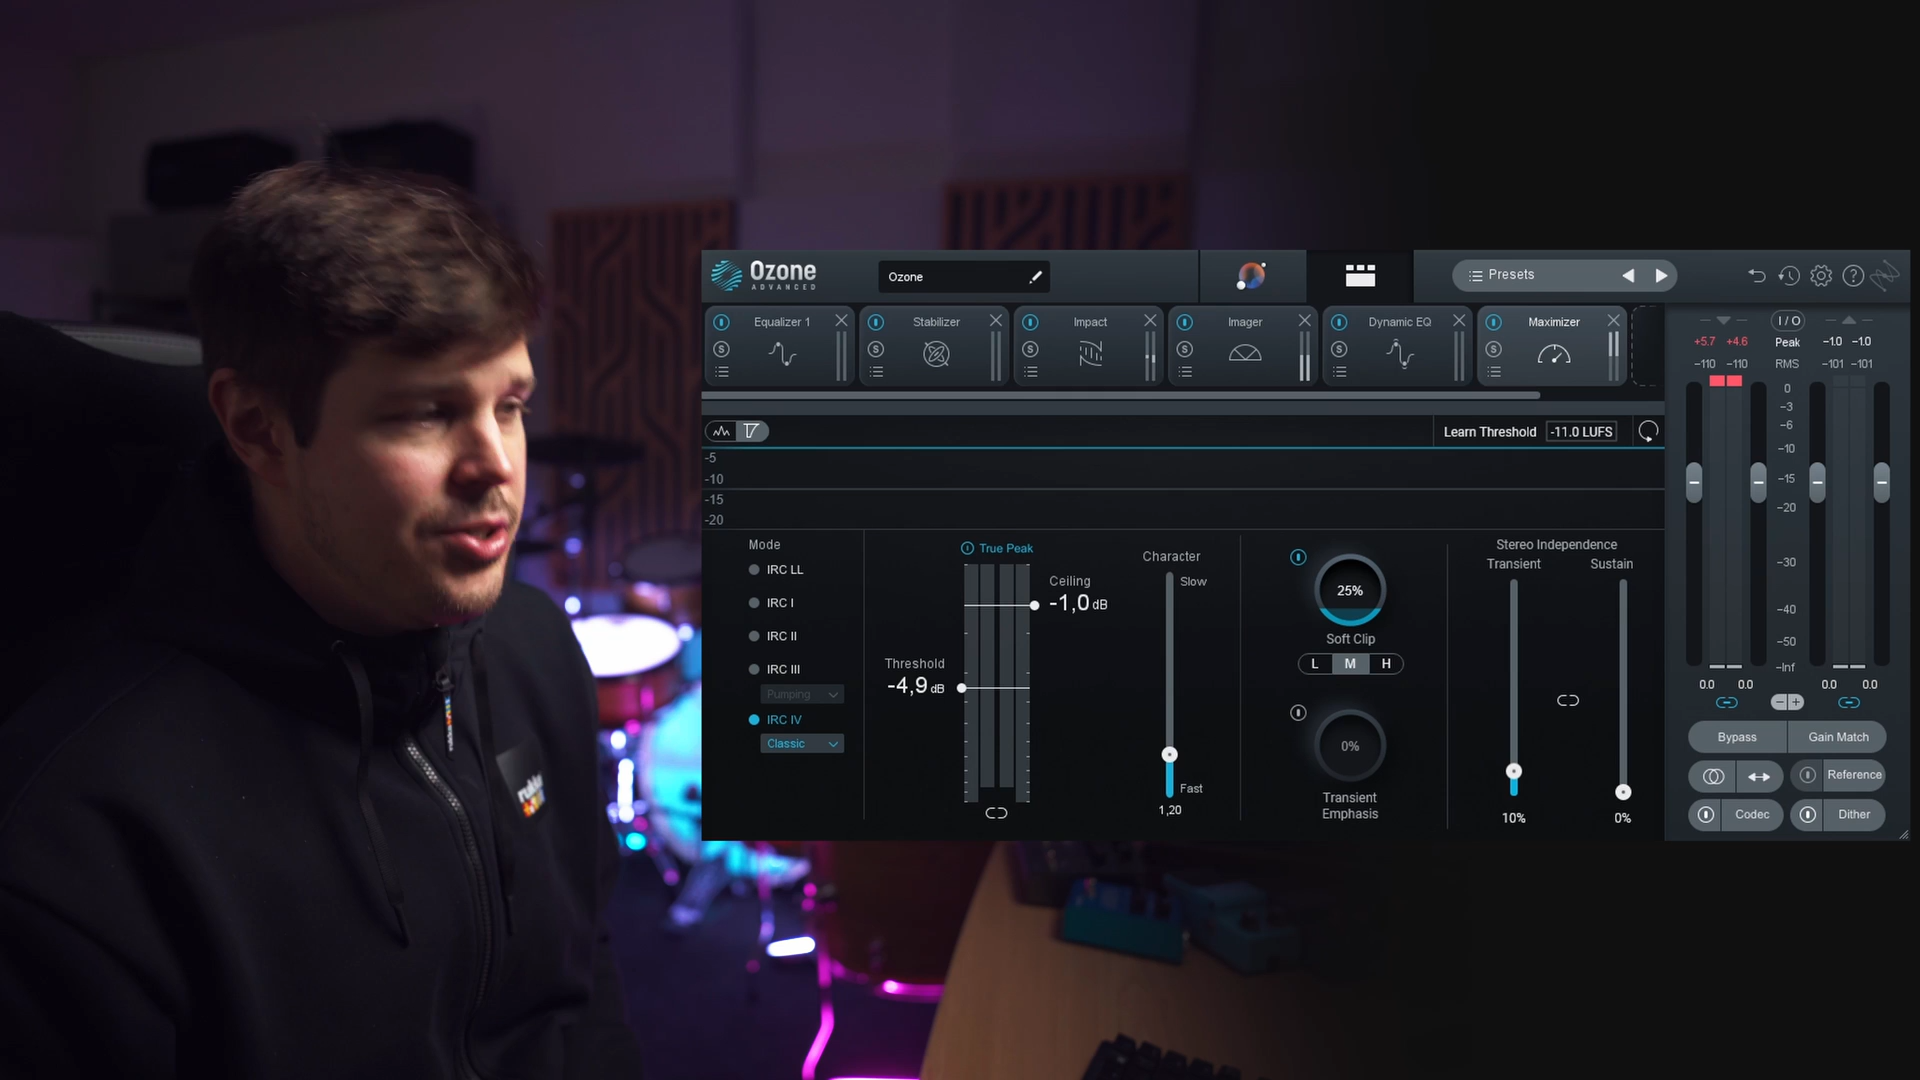 Ozone
ADVANCED
Ozone
Presets
Equalizer 1
Stabilizer
Impact
Imager
Dynamic EQ
Maximizer
S
S
S
S
S
S
I/O
+5.7 +4.6 Peak -1.0 -1.0
-110 -110 RMS -101 -101
0
-3
-6
-10
-15
-20
-30
-40
-50
-Inf
0.0 0.0
0.0 0.0
Learn Threshold -11.0 LUFS
-5
-10
-15
-20
Mode
IRC LL
IRC I
IRC II
IRC III
Pumping
IRC IV
Classic
True Peak
Ceiling
-1,0 dB
Threshold
-4,9 dB
Character
Slow
Fast
1,20
25%
Soft Clip
L M H
0%
Transient
Emphasis
Stereo Independence
Transient Sustain
10% 0%
Bypass Gain Match
Reference
Codec Dither